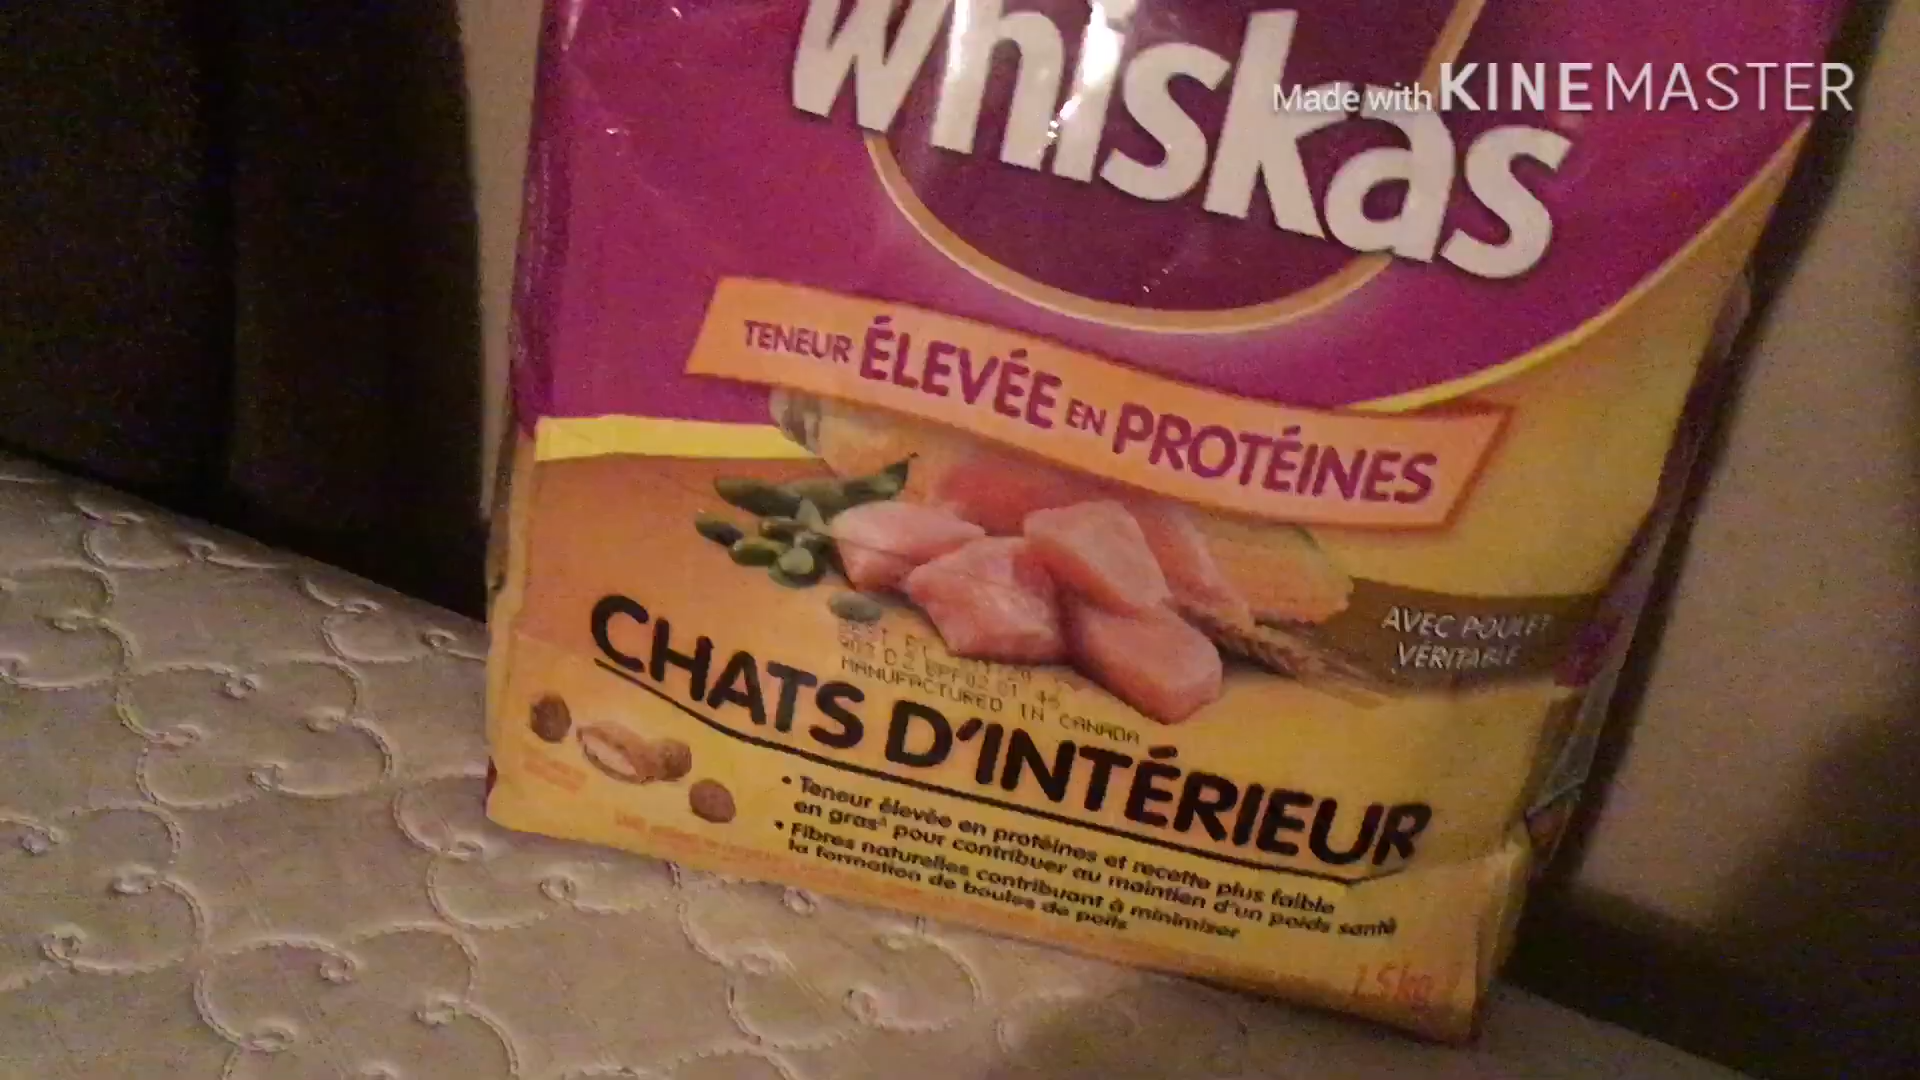 whiskas
Made with KINEMASTER
TENEUR ÉLEVÉE EN PROTÉINES
AVEC POULET
VÉRITABLE
MANUFACTURED IN CANADA
CHATS D'INTÉRIEUR
• Teneur élevée en protéines et recette plus faible
en gras^ pour contribuer au maintien d'un poids santé
• Fibres naturelles contribuant à minimiser
la formation de boules de poils
1.5kg